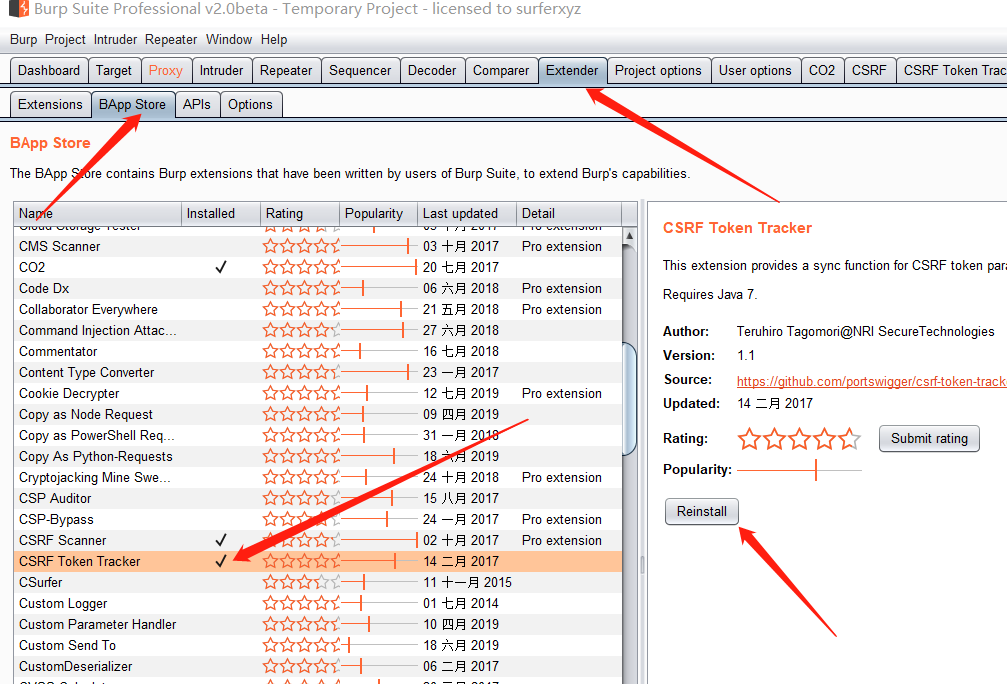 Burp Suite Professional v2.0beta - Temporary Project - licensed to surferxyz
Burp Project Intruder Repeater Window Help
Dashboard Target Proxy Intruder Repeater Sequencer Decoder Comparer Extender Project options User options CO2 CSRF CSRF Token Trac
Extensions BApp Store APIs Options
BApp Store
The BApp Store contains Burp extensions that have been written by users of Burp Suite, to extend Burp's capabilities.
Name Installed Rating Popularity Last updated Detail
Cloud Storage Tester Pro extension
CMS Scanner 03 十月 2017 Pro extension
CO2 ✓ 20 七月 2017
Code Dx 06 六月 2018 Pro extension
Collaborator Everywhere 21 五月 2018 Pro extension
Command Injection Attac... 27 六月 2018
Commentator 16 七月 2018
Content Type Converter 23 一月 2017
Cookie Decrypter 12 七月 2019 Pro extension
Copy as Node Request 09 四月 2019
Copy as PowerShell Req... 31 一月 2018
Copy As Python-Requests 18 六月 2019
Cryptojacking Mine Swe... 24 十月 2018 Pro extension
CSP Auditor 15 八月 2017
CSP-Bypass 24 一月 2017 Pro extension
CSRF Scanner ✓ 02 十月 2017 Pro extension
CSRF Token Tracker ✓ 14 二月 2017
CSurfer 11 十一月 2015
Custom Logger 01 七月 2014
Custom Parameter Handler 10 四月 2019
Custom Send To 18 六月 2019
CustomDeserializer 06 二月 2017
CSRF Token Tracker
This extension provides a sync function for CSRF token para
Requires Java 7.
Author: Teruhiro Tagomori@NRI SecureTechnologies
Version: 1.1
Source: https://github.com/portswigger/csrf-token-track
Updated: 14 二月 2017
Rating: Submit rating
Popularity:
Reinstall